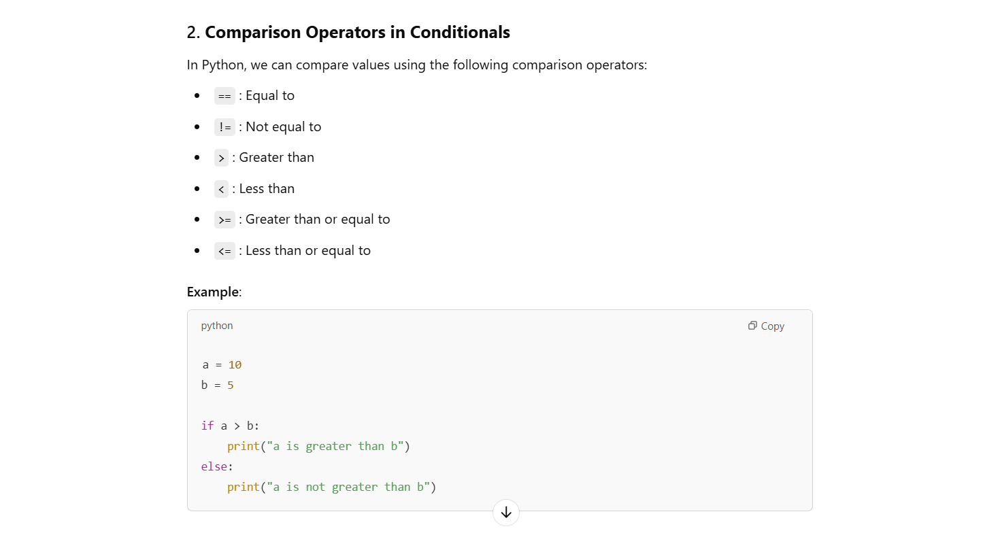 2. Comparison Operators in Conditionals
In Python, we can compare values using the following comparison operators:
• == : Equal to
• != : Not equal to
• > : Greater than
• < : Less than
• >= : Greater than or equal to
• <= : Less than or equal to
Example:
python Copy
a = 10
b = 5
if a > b:
    print("a is greater than b")
else:
    print("a is not greater than b")